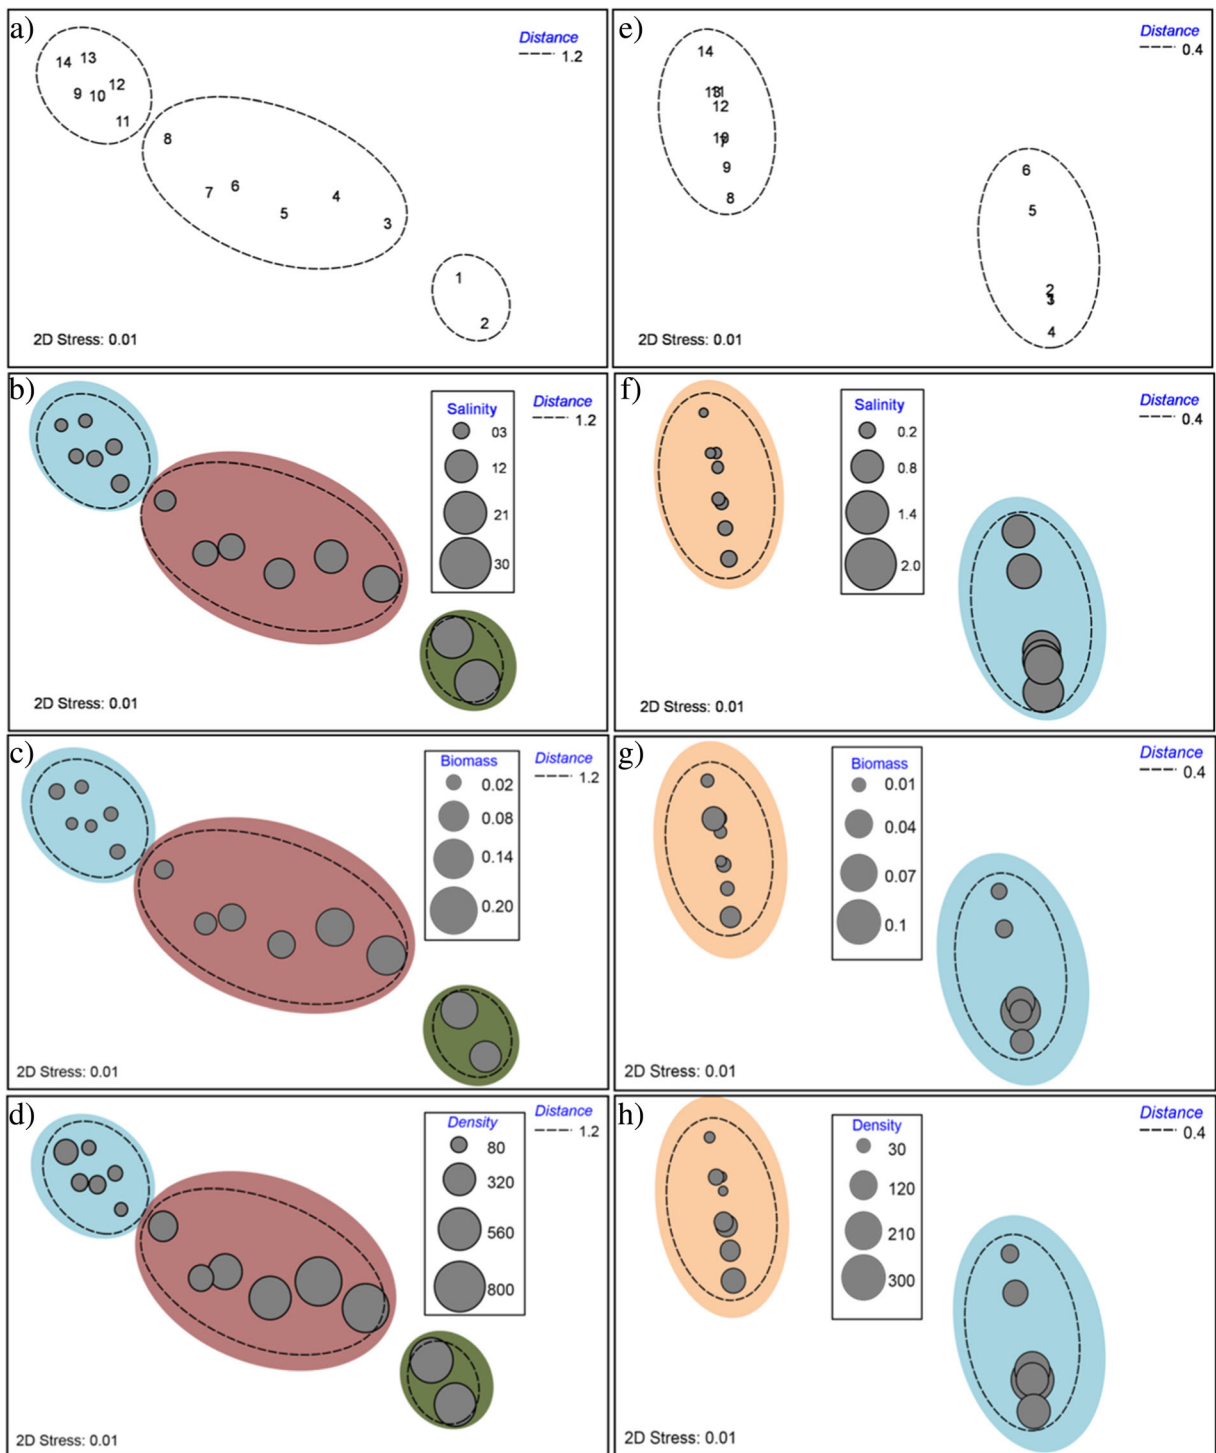 a)
Distance
1.2
14
13
12
9
10
11
8
7
6
5
4
3
1
2
2D Stress: 0.01
e)
Distance
0.4
14
12
9
8
6
5
2
4
2D Stress: 0.01
b)
Salinity
03
12
21
30
Distance
1.2
2D Stress: 0.01
f)
Salinity
0.2
0.8
1.4
2.0
Distance
0.4
2D Stress: 0.01
c)
Biomass
0.02
0.08
0.14
0.20
Distance
1.2
2D Stress: 0.01
g)
Biomass
0.01
0.04
0.07
0.1
Distance
0.4
2D Stress: 0.01
d)
Density
80
320
560
800
Distance
1.2
2D Stress: 0.01
h)
Density
30
120
210
300
Distance
0.4
2D Stress: 0.01